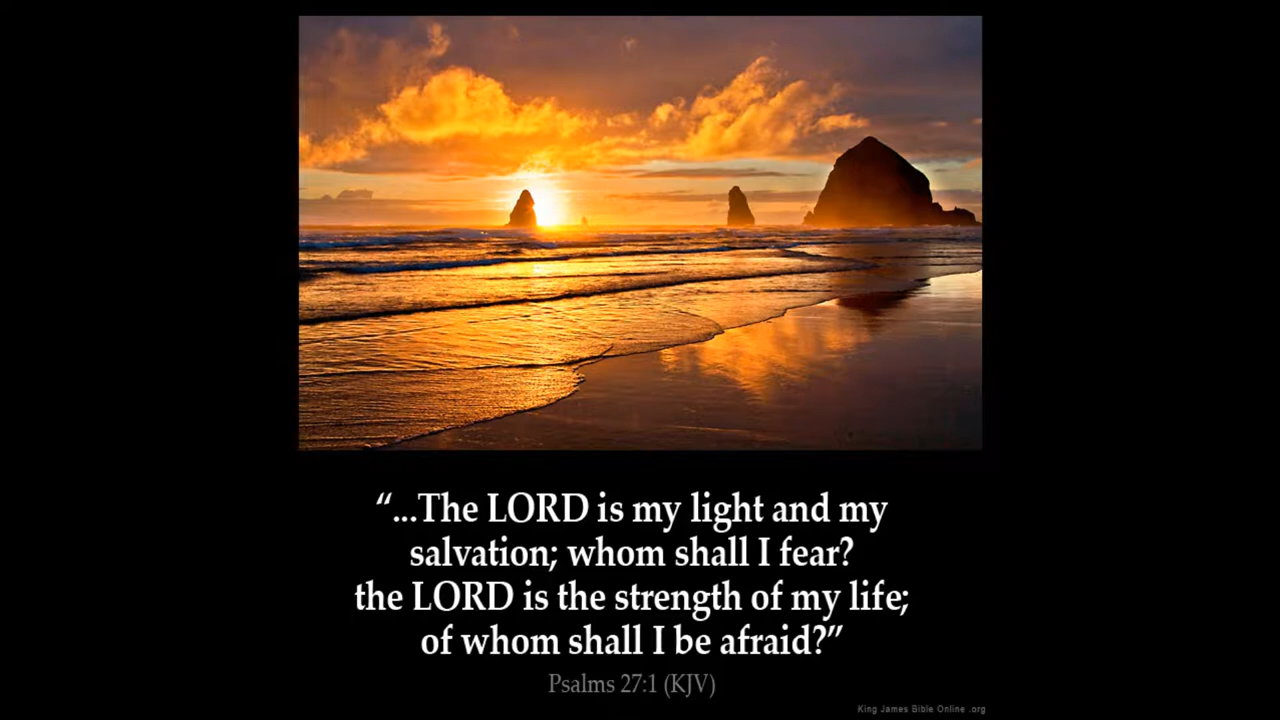 “...The LORD is my light and my
salvation; whom shall I fear?
the LORD is the strength of my life;
of whom shall I be afraid?”
Psalms 27:1 (KJV)
King James Bible Online .org